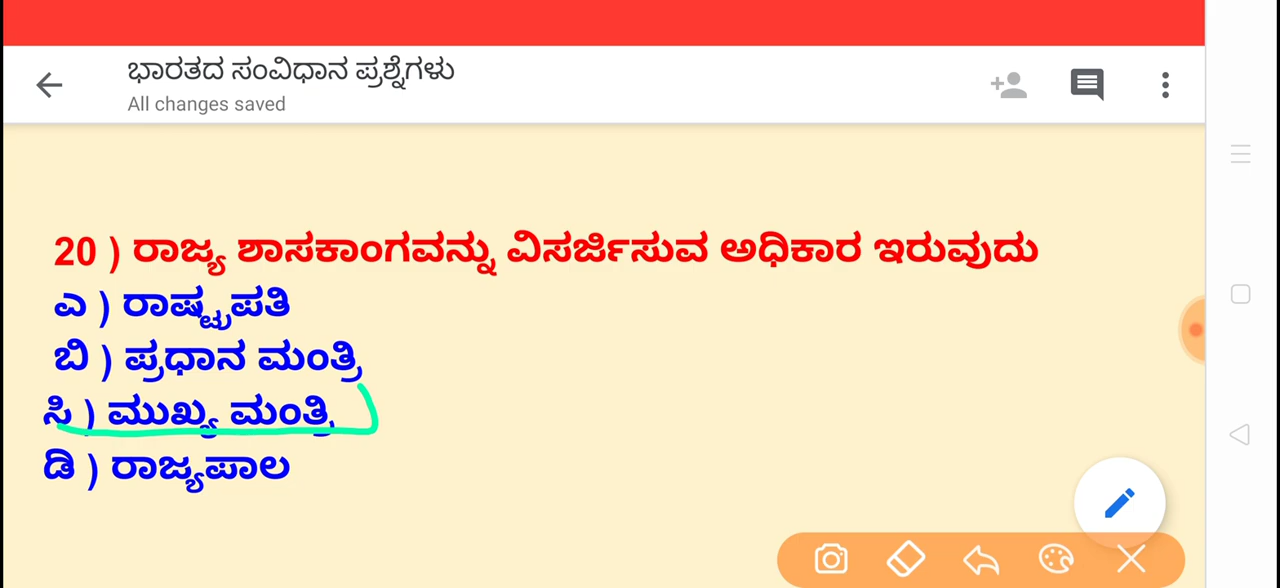 ಭಾರತದ ಸಂವಿಧಾನ ಪ್ರಶ್ನೆಗಳು
All changes saved
20 ) ರಾಜ್ಯ ಶಾಸಕಾಂಗವನ್ನು ವಿಸರ್ಜಿಸುವ ಅಧಿಕಾರ ಇರುವುದು
ಎ ) ರಾಷ್ಟ್ರಪತಿ
ಬಿ ) ಪ್ರಧಾನ ಮಂತ್ರಿ
ಸಿ ) ಮುಖ್ಯ ಮಂತ್ರಿ
ಡಿ ) ರಾಜ್ಯಪಾಲ